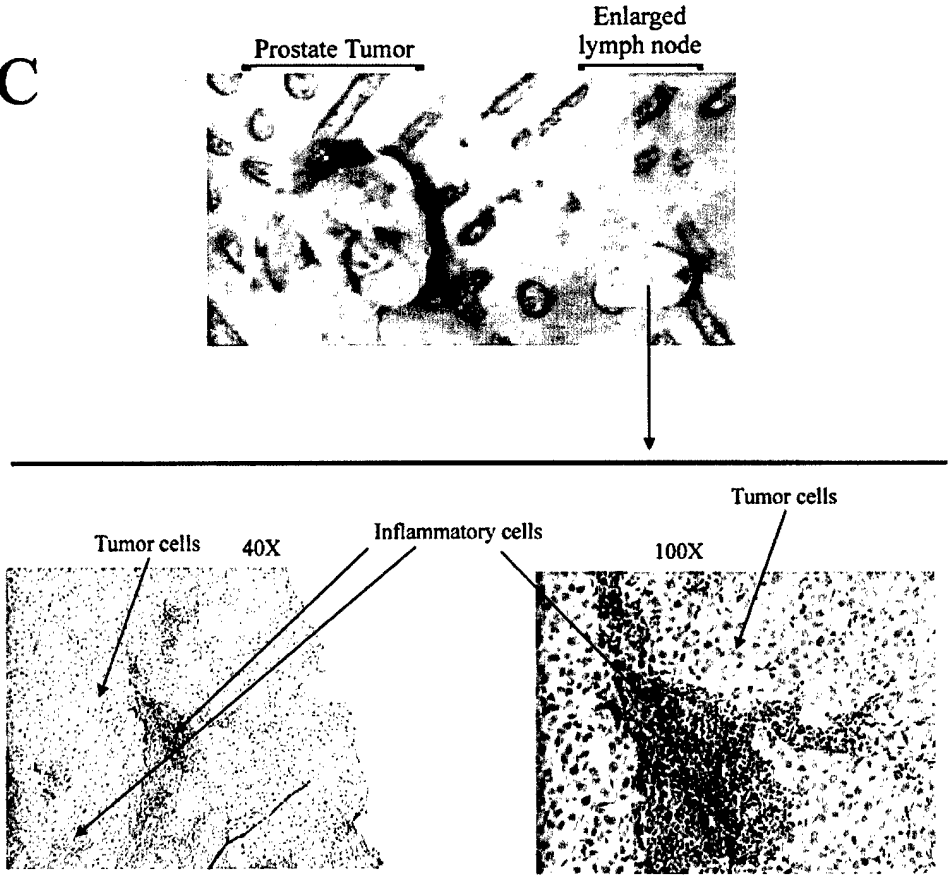 C
Prostate Tumor
Enlarged
lymph node
Tumor cells
40X
Inflammatory cells
100X
Tumor cells